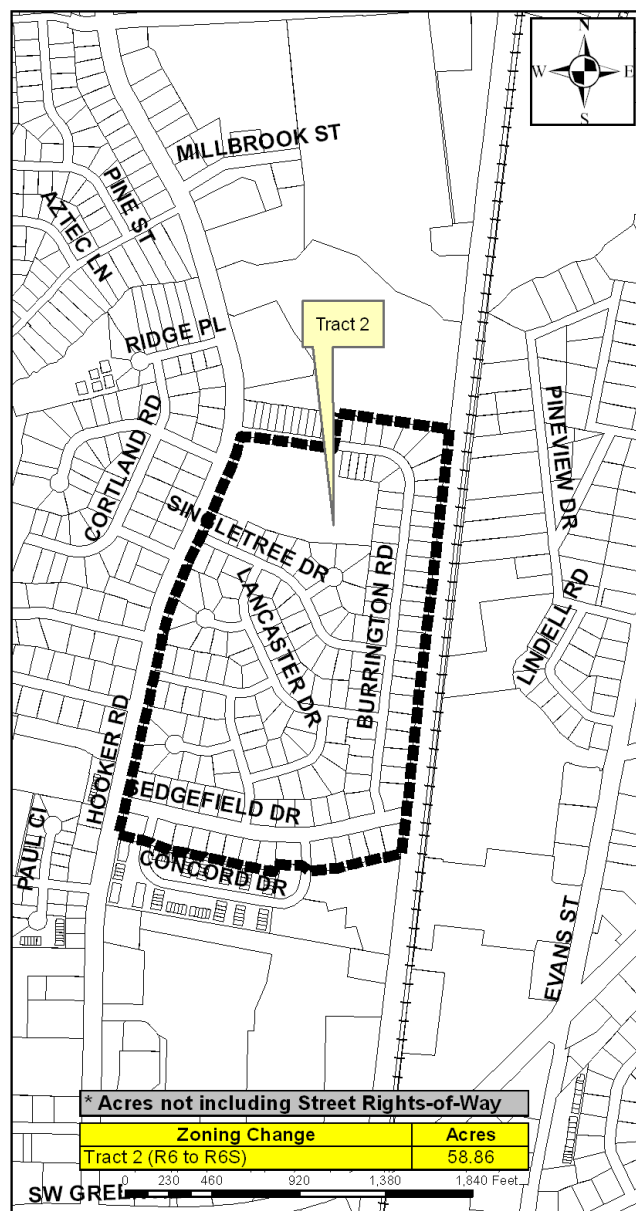 N
W E
S
MILLBROOK ST
PINE ST
AZTEC LN
RIDGE PL
Tract 2
CORTLAND RD
PINEVIEW DR
SINGLETREE DR
LANCASTER DR
BURRINGTON RD
LINDELL RD
HOOKER RD
SEDGEFIELD DR
PAUL CI
CONCORD DR
EVANS ST
* Acres not including Street Rights-of-Way
Zoning Change Acres
Tract 2 (R6 to R6S) 58.86
0 230 460 920 1,380 1,840 Feet
SW GREE